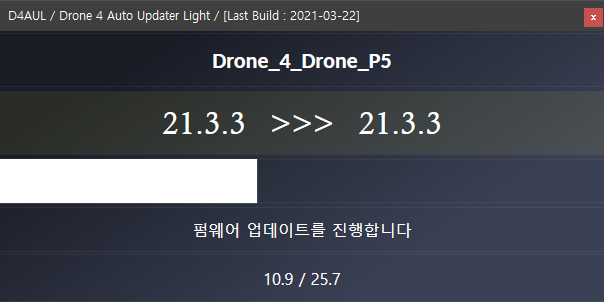 D4AUL / Drone 4 Auto Updater Light / [Last Build : 2021-03-22]
x
Drone_4_Drone_P5
21.3.3 >>> 21.3.3
펌웨어 업데이트를 진행합니다
10.9 / 25.7